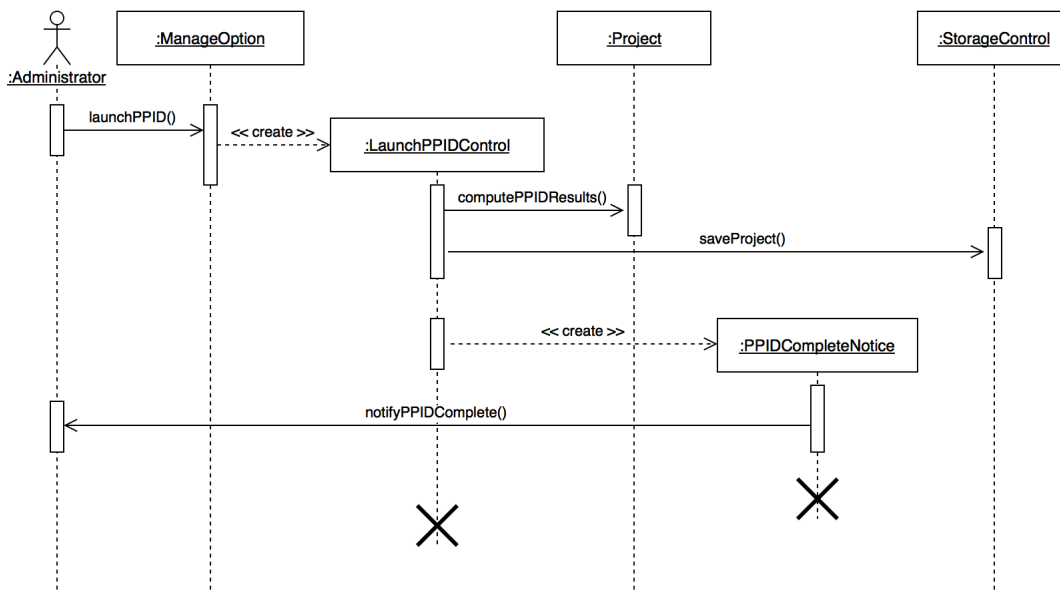 :ManageOption
:Project
:StorageControl
:Administrator
launchPPID()
<< create >>
:LaunchPPIDControl
computePPIDResults()
saveProject()
<< create >>
:PPIDCompleteNotice
notifyPPIDComplete()